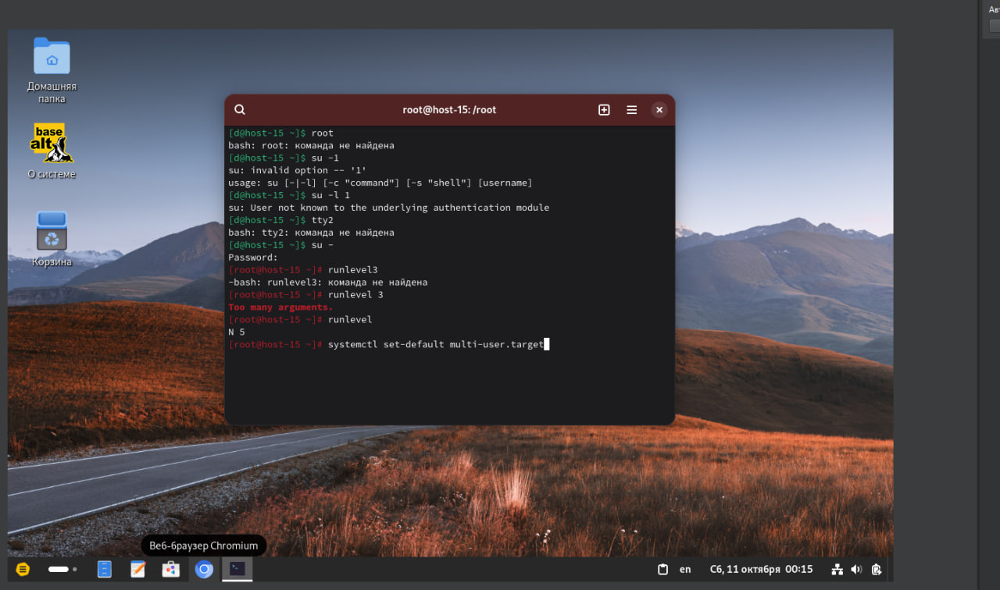 Ав
Домашняя
папка
base
alt
О системе
Корзина
root@host-15: /root
[d@host-15 ~]$ root
bash: root: команда не найдена
[d@host-15 ~]$ su -1
su: invalid option -- '1'
usage: su [-|-l] [-c "command"] [-s "shell"] [username]
[d@host-15 ~]$ su -l 1
su: User not known to the underlying authentication module
[d@host-15 ~]$ tty2
bash: tty2: команда не найдена
[d@host-15 ~]$ su -
Password:
[root@host-15 ~]# runlevel3
-bash: runlevel3: команда не найдена
[root@host-15 ~]# runlevel 3
Too many arguments.
[root@host-15 ~]# runlevel
N 5
[root@host-15 ~]# systemctl set-default multi-user.target
Веб-браузер Chromium
en
Сб, 11 октября 00:15